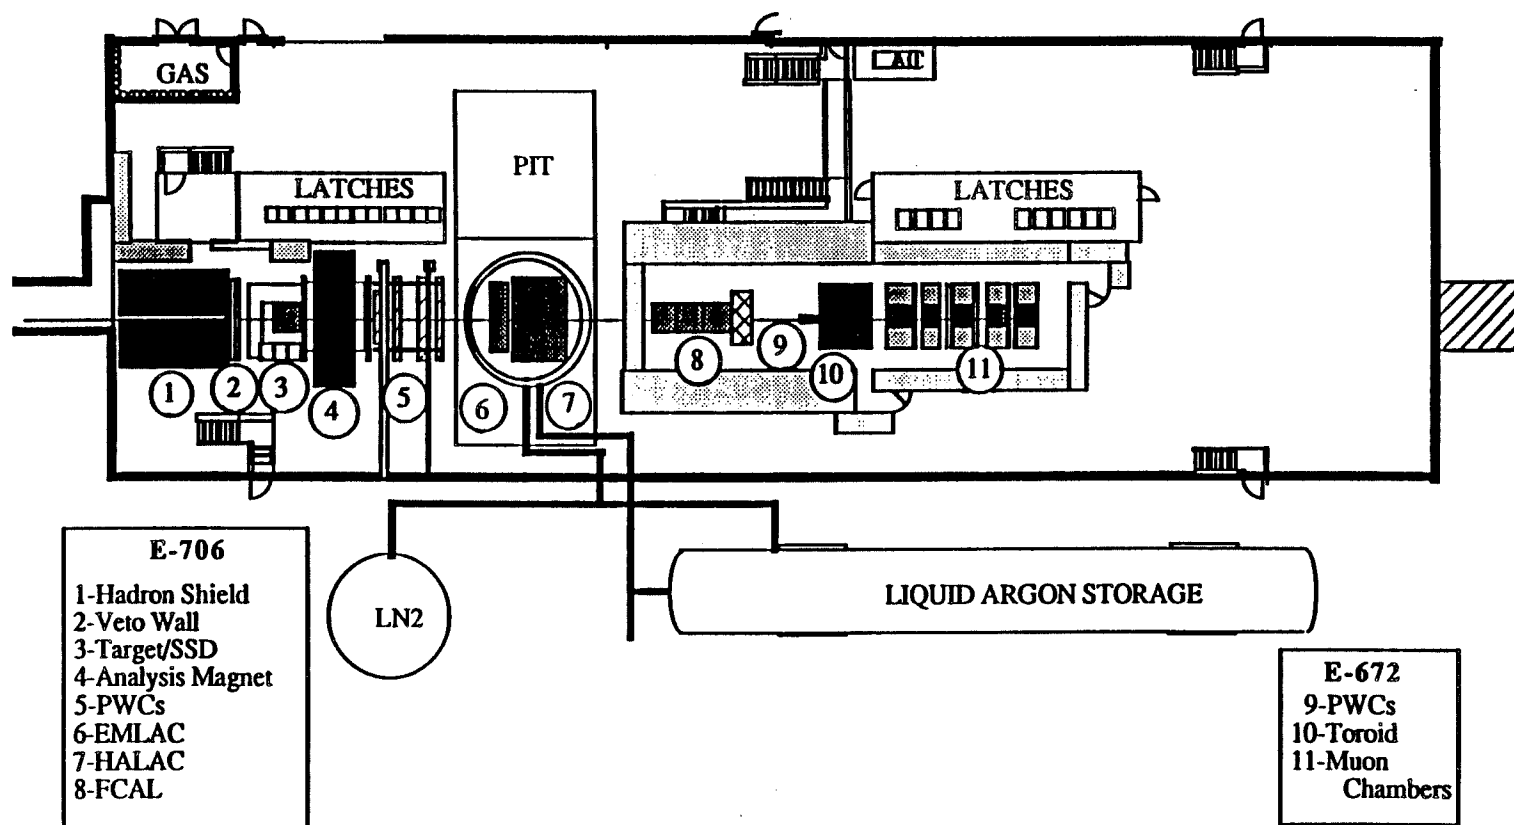 GAS
PIT
LATCHES
LATCHES
1
2
3
4
5
6
7
8
9
10
11
E-706
1-Hadron Shield
2-Veto Wall
3-Target/SSD
4-Analysis Magnet
5-PWCs
6-EMLAC
7-HALAC
8-FCAL
LN2
LIQUID ARGON STORAGE
E-672
9-PWCs
10-Toroid
11-Muon
Chambers